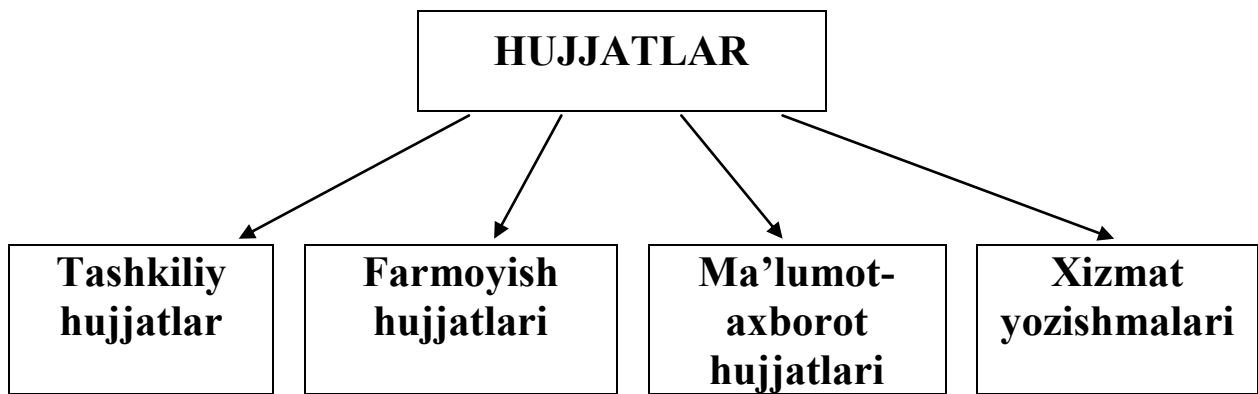 HUJJATLAR
Tashkiliy
hujjatlar
Farmoyish
hujjatlari
Ma’lumot-
axborot
hujjatlari
Xizmat
yozishmalari